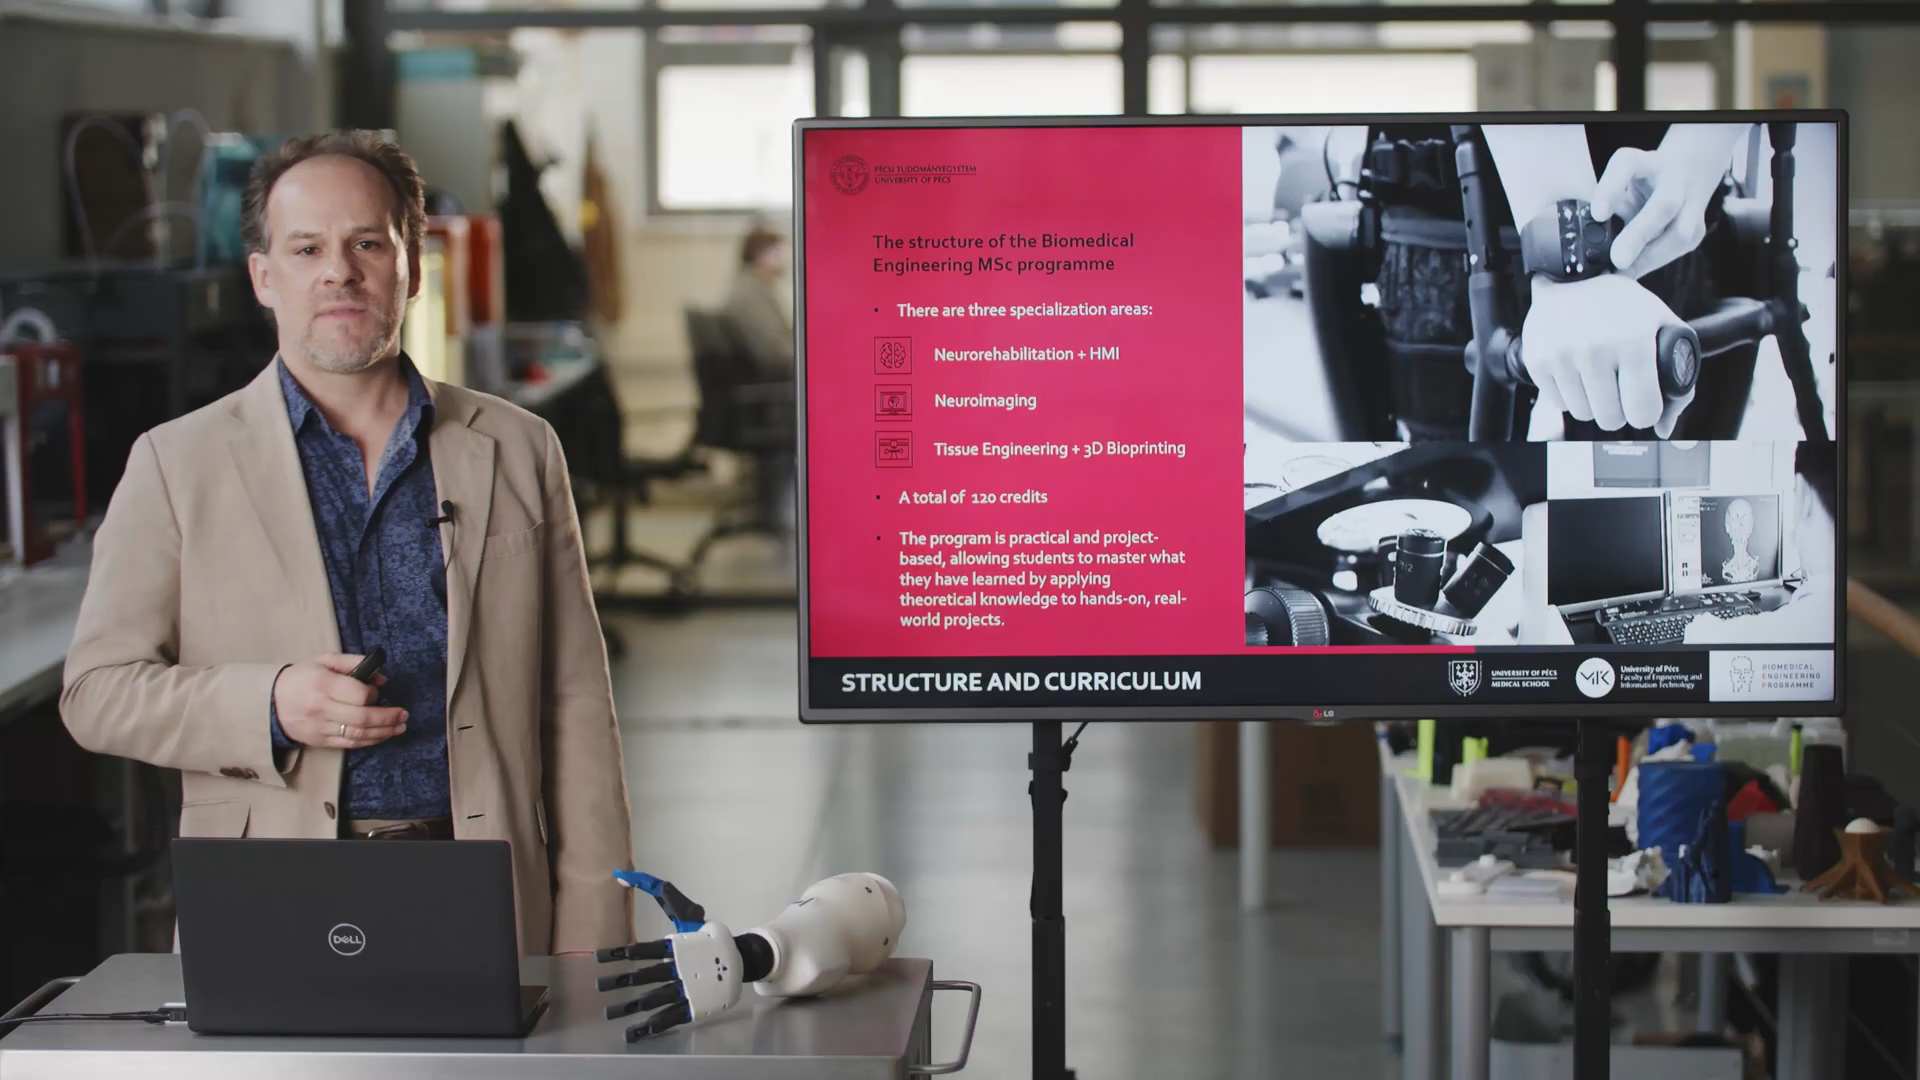 PÉCSI TUDOMÁNYEGYETEM
UNIVERSITY OF PÉCS
The structure of the Biomedical
Engineering MSc programme
• There are three specialization areas:
Neurorehabilitation + HMI
Neuroimaging
Tissue Engineering + 3D Bioprinting
• A total of 120 credits
• The program is practical and project-
based, allowing students to master what
they have learned by applying
theoretical knowledge to hands-on, real-
world projects.
STRUCTURE AND CURRICULUM
UNIVERSITY OF PÉCS
MEDICAL SCHOOL
MIK
University of Pécs
Faculty of Engineering and
Information Technology
BIOMEDICAL
ENGINEERING
PROGRAMME
LG
DELL